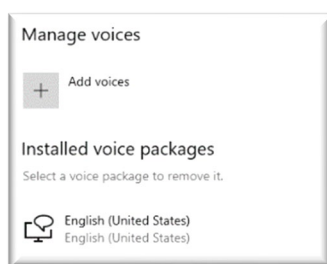 Manage voices
Add voices
Installed voice packages
Select a voice package to remove it.
English (United States)
English (United States)